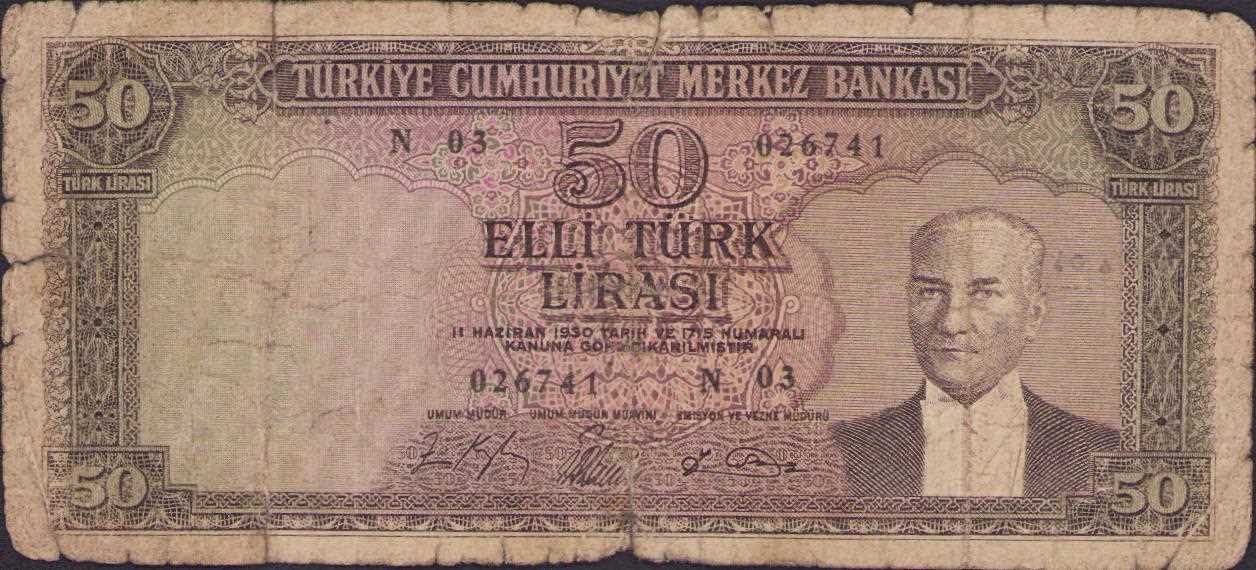 TÜRKİYE CUMHURİYET MERKEZ BANKASI
50 50
N 03 50 026741
TÜRK LİRASI TÜRK LİRASI
ELLİ TÜRK
LİRASI
11 HAZİRAN 1930 TARİH VE 1715 NUMARALI
KANUNA GÖRE ÇIKARILMIŞTIR
026741 N 03
UMUM MÜDÜR UMUM MÜDÜR MUAVİNİ EMİSYON VE VEZNE MÜDÜRÜ
50 50